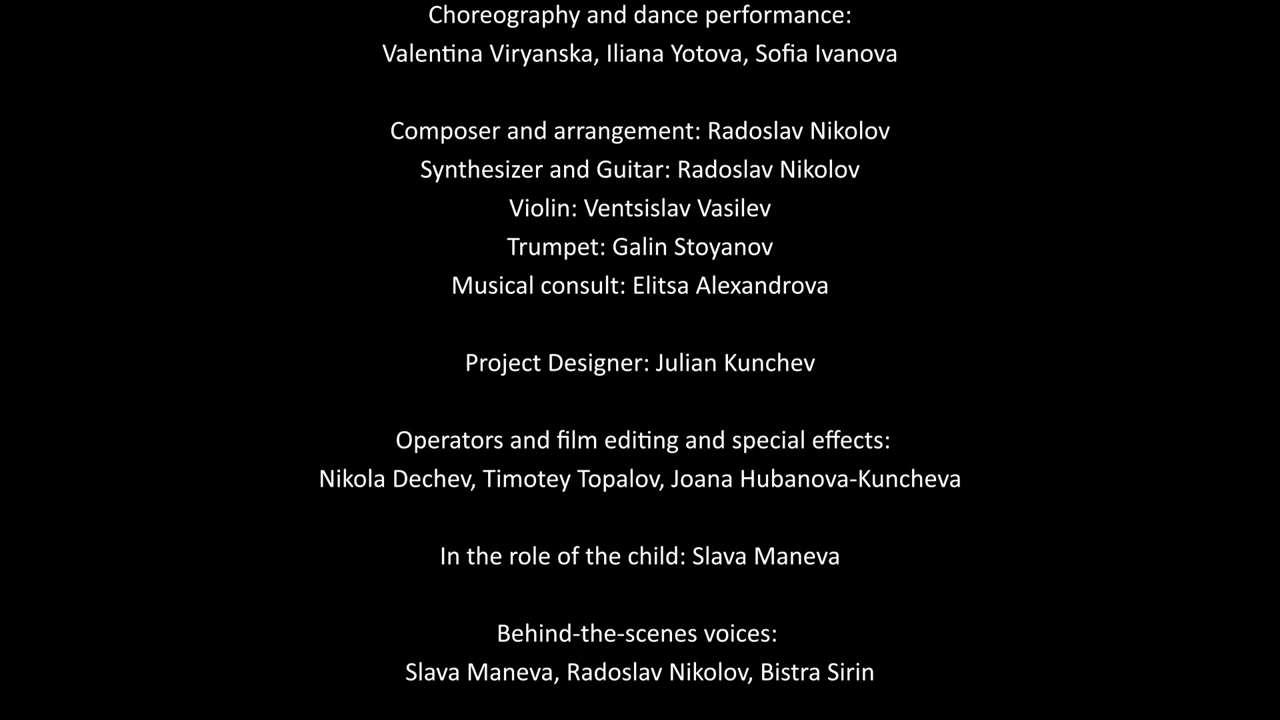 Choreography and dance performance:
Valentina Viryanska, Iliana Yotova, Sofia Ivanova
Composer and arrangement: Radoslav Nikolov
Synthesizer and Guitar: Radoslav Nikolov
Violin: Ventsislav Vasilev
Trumpet: Galin Stoyanov
Musical consult: Elitsa Alexandrova
Project Designer: Julian Kunchev
Operators and film editing and special effects:
Nikola Dechev, Timotey Topalov, Joana Hubanova-Kuncheva
In the role of the child: Slava Maneva
Behind-the-scenes voices:
Slava Maneva, Radoslav Nikolov, Bistra Sirin